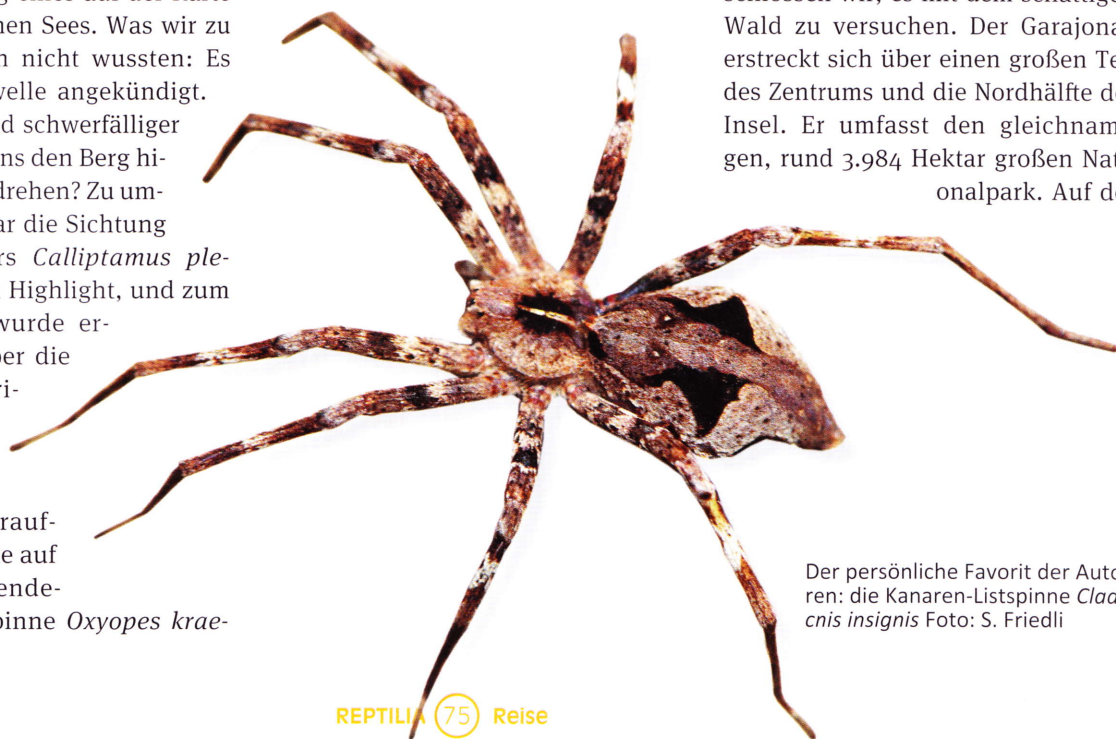 hen Sees. Was wir zu
n nicht wussten: Es
welle angekündigt.
d schwerfälliger
ns den Berg hi-
drehen? Zu um-
ar die Sichtung
rs Calliptamus ple-
Highlight, und zum
wurde er-
ber die
ri-
rauf-
e auf
ende-
pinne Oxyopes krae-
Wald zu versuchen. Der Garajona
erstreckt sich über einen großen Te
des Zentrums und die Nordhälfte de
Insel. Er umfasst den gleichnam
gen, rund 3.984 Hektar großen Nat
onalpark. Auf de
Der persönliche Favorit der Auto
ren: die Kanaren-Listspinne Clad
cnis insignis Foto: S. Friedli
REPTILIA 75 Reise